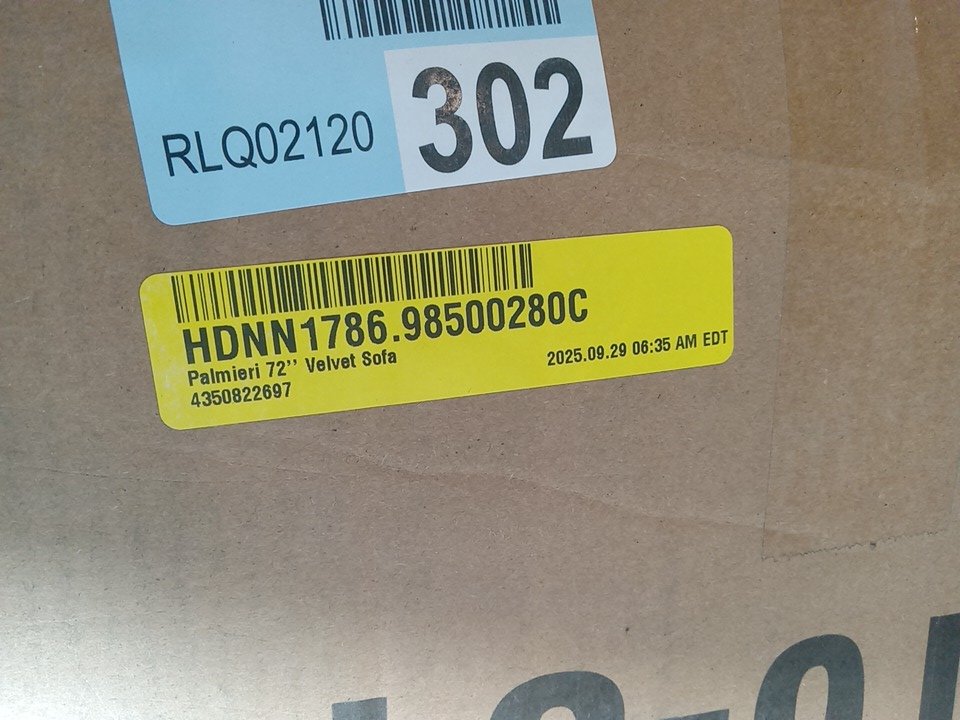 RLQ02120
302
HDNN1786.98500280C
Palmieri 72'' Velvet Sofa
2025.09.29 06:35 AM EDT
4350822697